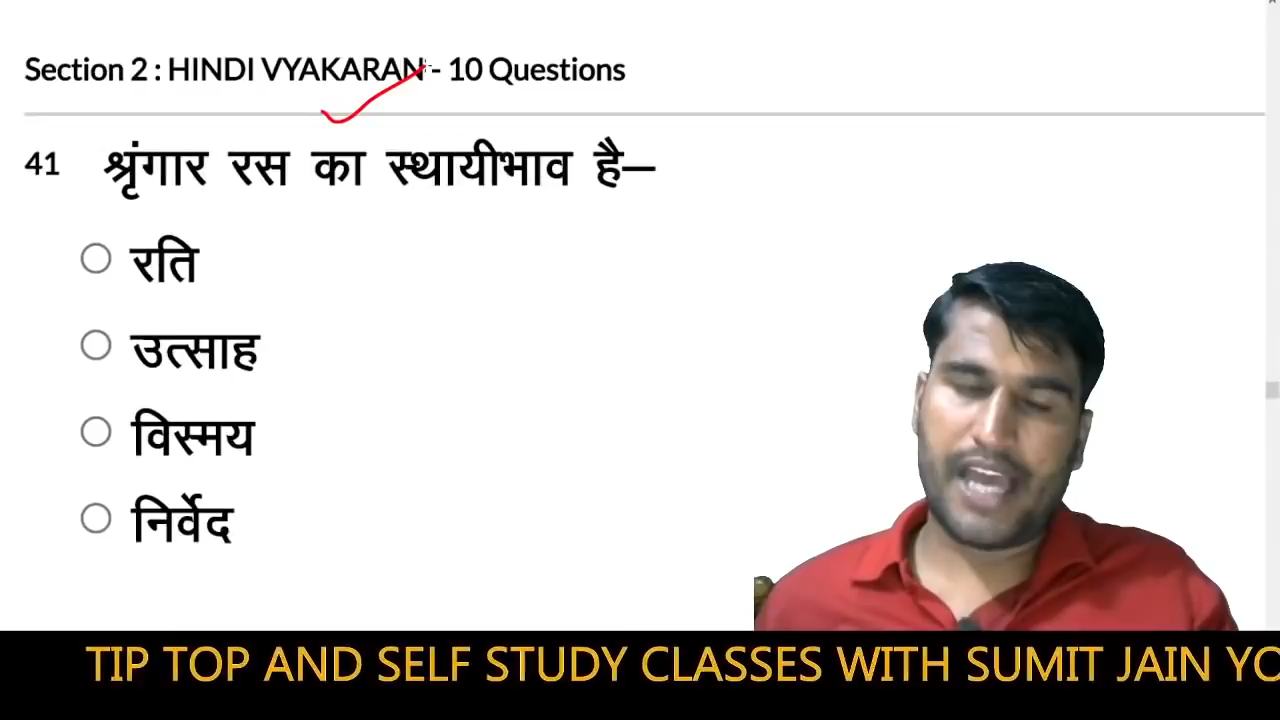 Section 2 : HINDI VYAKARAN - 10 Questions
41 श्रृंगार रस का स्थायीभाव है–
रति
उत्साह
विस्मय
निर्वेद
TIP TOP AND SELF STUDY CLASSES WITH SUMIT JAIN YO